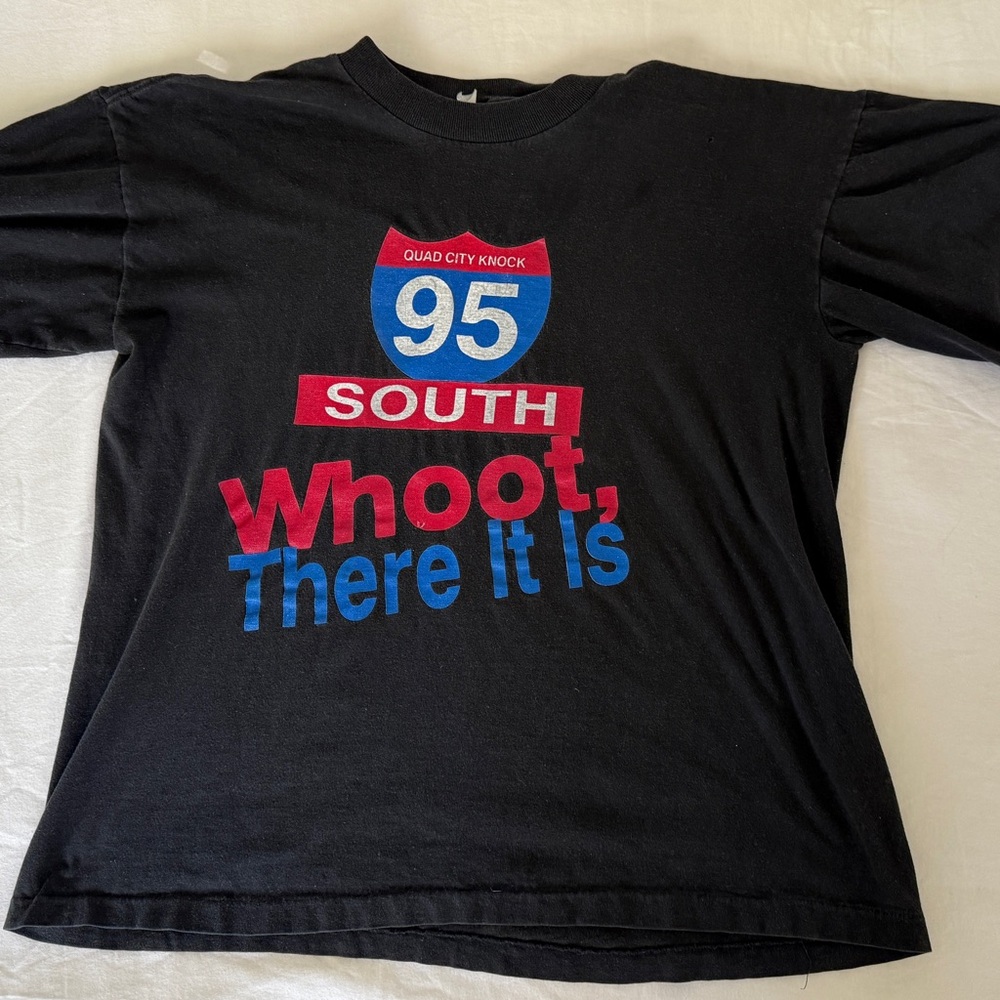 QUAD CITY KNOCK
95
SOUTH
Whoot,
There It Is